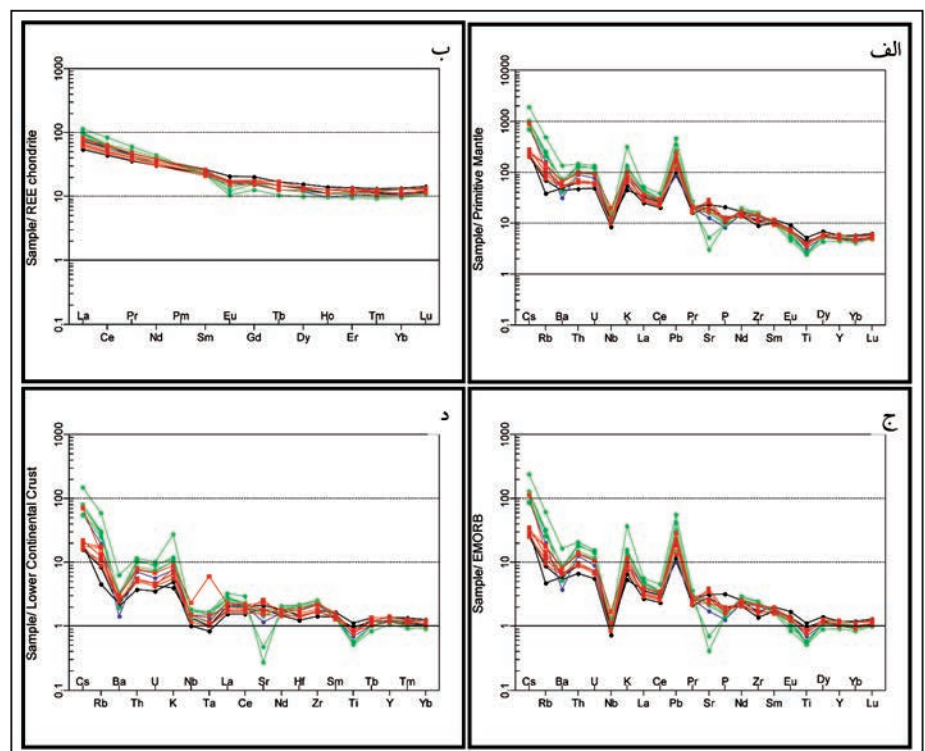 ب
1000
100
10
1
0.1
Sample/ REE chondrite
La Pr Pm Eu Tb Ho Tm Lu
Ce Nd Sm Gd Dy Er Yb
الف
10000
1000
100
10
1
0.1
Sample/ Primitive Mantle
Cs Ba U K Ce Pr P Zr Eu Dy Yb
Rb Th Nb La Pb Sr Nd Sm Ti Y Lu
د
1000
100
10
1
0.1
Sample/ Lower Continental Crust
Cs Ba U Nb La Sr Hf Sm Tb Tm
Rb Th K Ta Ce Nd Zr Ti Y Yb
ج
1000
100
10
1
0.1
Sample/ EMORB
Cs Ba U K Ce Pr P Zr Eu Dy Yb
Rb Th Nb La Pb Sr Nd Sm Ti Y Lu